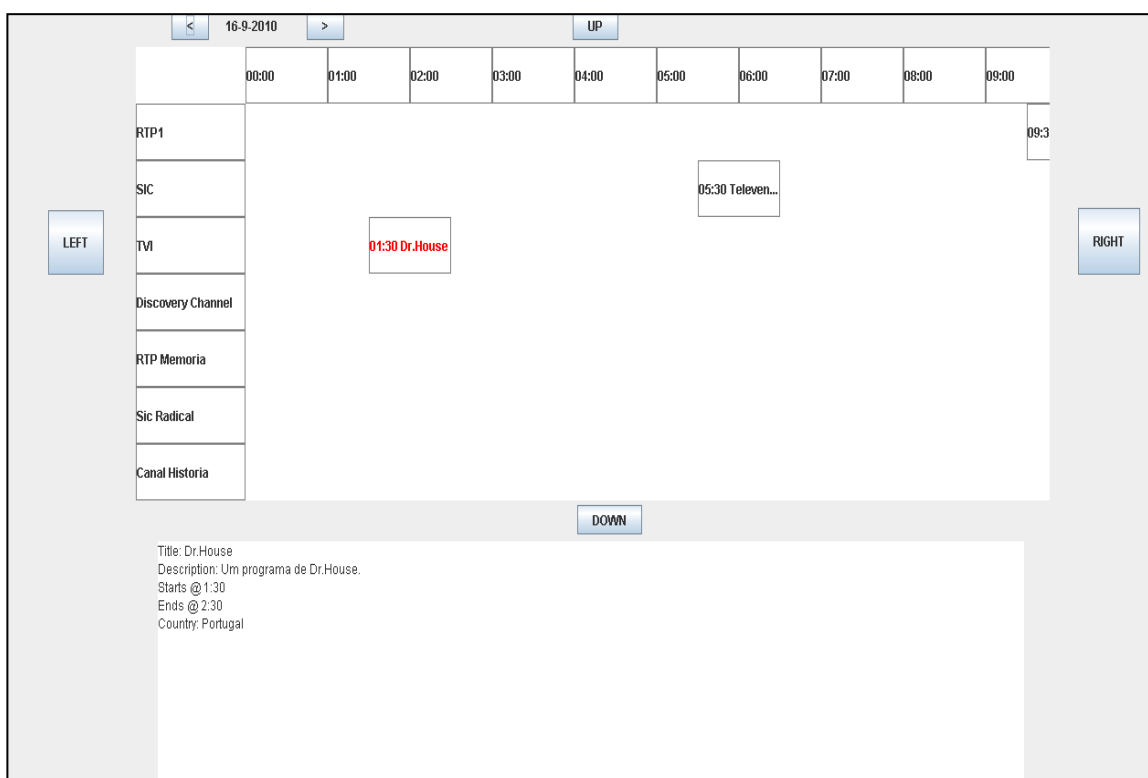 < 16-9-2010 > UP
00:00 01:00 02:00 03:00 04:00 05:00 06:00 07:00 08:00 09:00
RTP1 09:3
SIC 05:30 Televen...
LEFT TVI 01:30 Dr.House RIGHT
Discovery Channel
RTP Memoria
Sic Radical
Canal Historia
DOWN
Title: Dr.House
Description: Um programa de Dr.House.
Starts @ 1:30
Ends @ 2:30
Country: Portugal